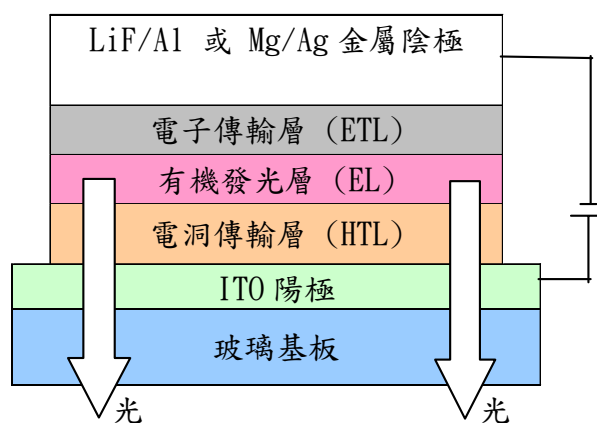 LiF/Al 或 Mg/Ag 金屬陰極
電子傳輸層 (ETL)
有機發光層 (EL)
電洞傳輸層 (HTL)
ITO 陽極
玻璃基板
光
光